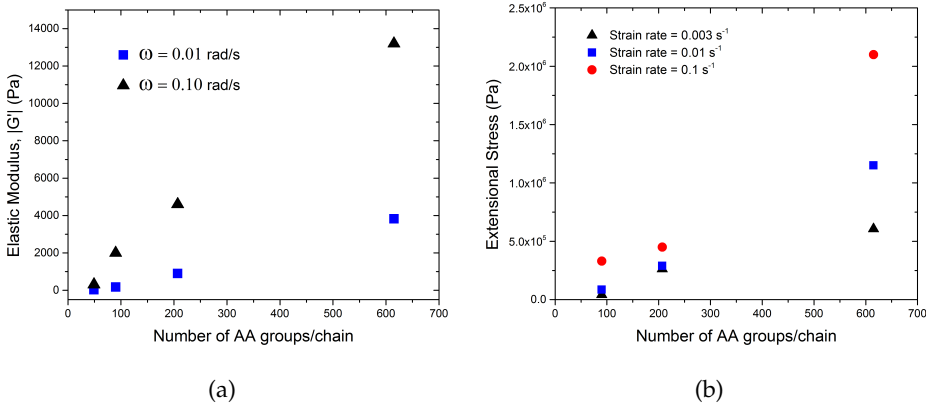 (a)
14000
12000
10000
8000
6000
4000
2000
0
Elastic Modulus, |G'| (Pa)
ω = 0.01 rad/s
ω = 0.10 rad/s
0 100 200 300 400 500 600 700
Number of AA groups/chain
(a)
(b)
2.5x10⁶
2.0x10⁶
1.5x10⁶
1.0x10⁶
5.0x10⁵
0.0
Extensional Stress (Pa)
Strain rate = 0.003 s⁻¹
Strain rate = 0.01 s⁻¹
Strain rate = 0.1 s⁻¹
0 100 200 300 400 500 600 700
Number of AA groups/chain
(b)